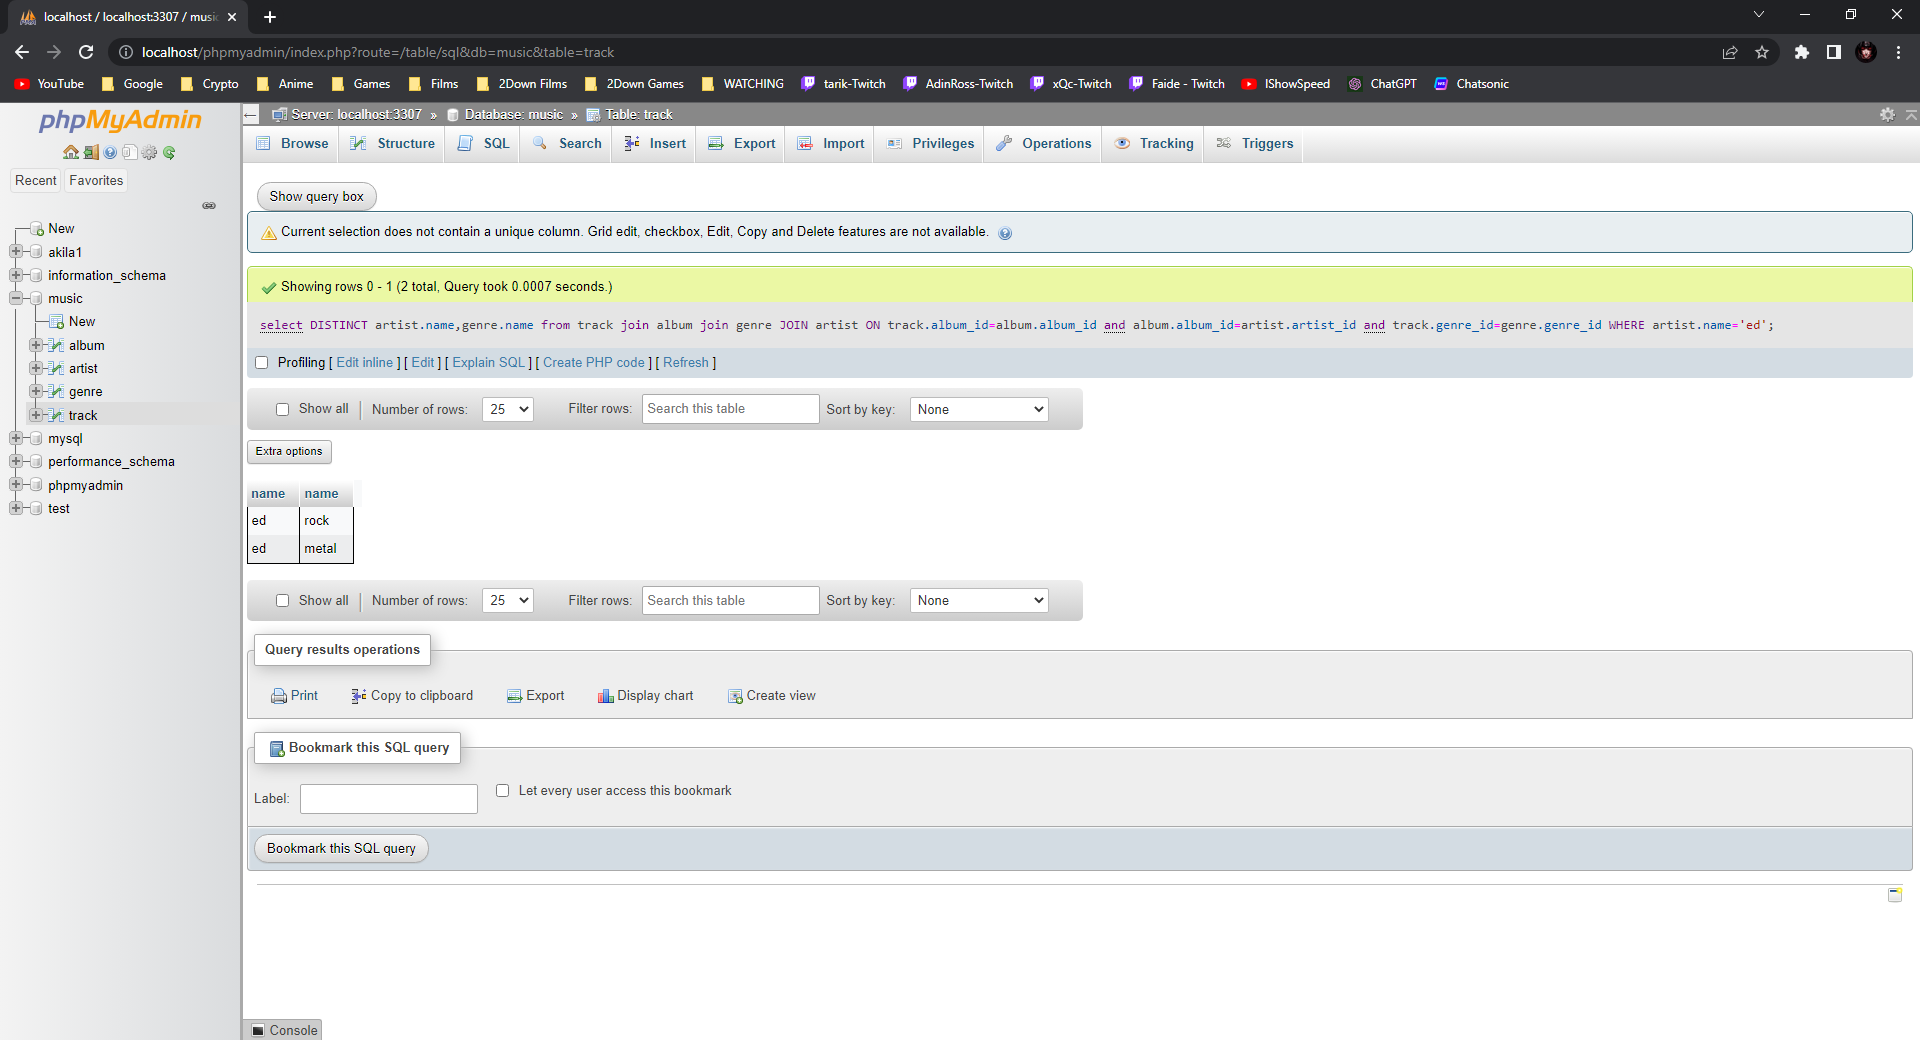 localhost / localhost:3307 / music
localhost/phpmyadmin/index.php?route=/table/sql&db=music&table=track
YouTube Google Crypto Anime Games Films 2Down Films 2Down Games WATCHING tarik-Twitch AdinRoss-Twitch xQc-Twitch Faide - Twitch IShowSpeed ChatGPT Chatsonic
phpMyAdmin
Recent Favorites
New
akila1
information_schema
music
New
album
artist
genre
track
mysql
performance_schema
phpmyadmin
test
Server: localhost:3307 » Database: music » Table: track
Browse Structure SQL Search Insert Export Import Privileges Operations Tracking Triggers
Show query box
Current selection does not contain a unique column. Grid edit, checkbox, Edit, Copy and Delete features are not available.
Showing rows 0 - 1 (2 total, Query took 0.0007 seconds.)
select DISTINCT artist.name,genre.name from track join album join genre JOIN artist ON track.album_id=album.album_id and album.album_id=artist.artist_id and track.genre_id=genre.genre_id WHERE artist.name='ed';
Profiling [ Edit inline ] [ Edit ] [ Explain SQL ] [ Create PHP code ] [ Refresh ]
Show all | Number of rows: 25 Filter rows: Search this table Sort by key: None
Extra options
name name
ed rock
ed metal
Show all | Number of rows: 25 Filter rows: Search this table Sort by key: None
Query results operations
Print Copy to clipboard Export Display chart Create view
Bookmark this SQL query
Label: Let every user access this bookmark
Bookmark this SQL query
Console